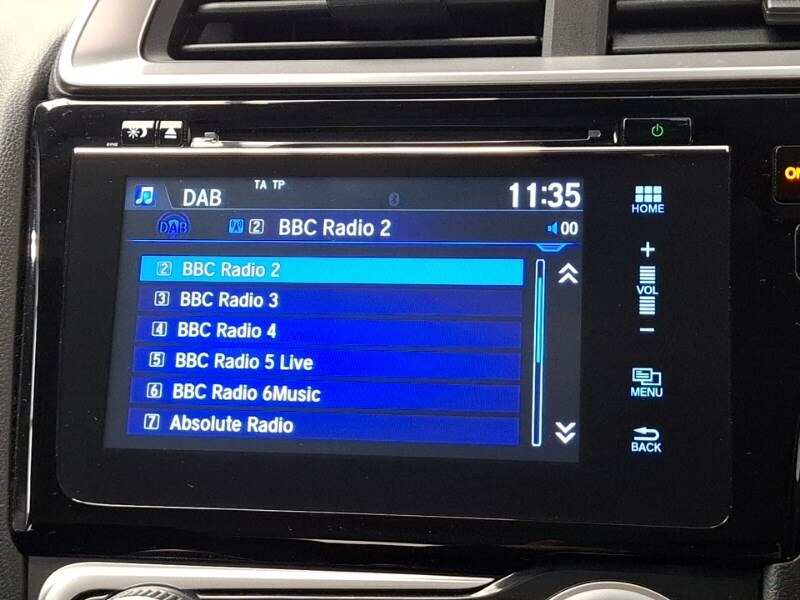 TA TP
DAB
11:35
HOME
DAB 2 BBC Radio 2 00
2 BBC Radio 2
3 BBC Radio 3
4 BBC Radio 4
5 BBC Radio 5 Live
6 BBC Radio 6Music
7 Absolute Radio
+
VOL
−
MENU
BACK